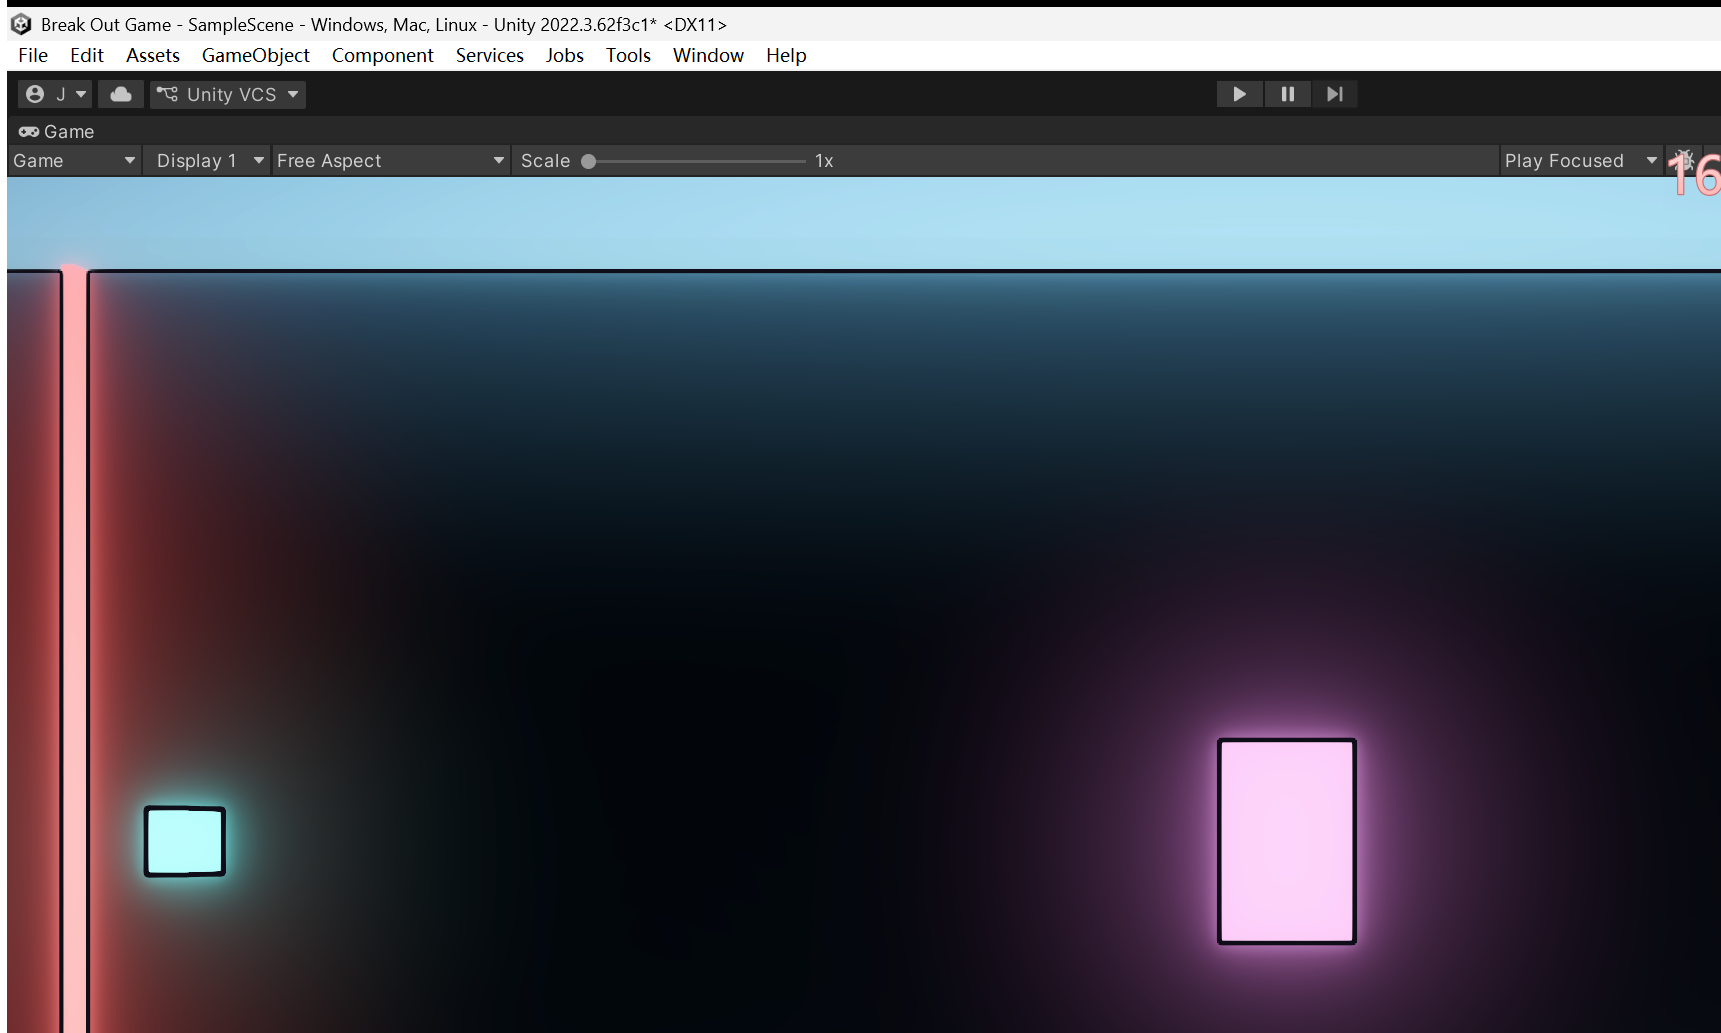 Break Out Game - SampleScene - Windows, Mac, Linux - Unity 2022.3.62f3c1* <DX11>
File Edit Assets GameObject Component Services Jobs Tools Window Help
J Unity VCS
Game
Game Display 1 Free Aspect Scale 1x Play Focused
16